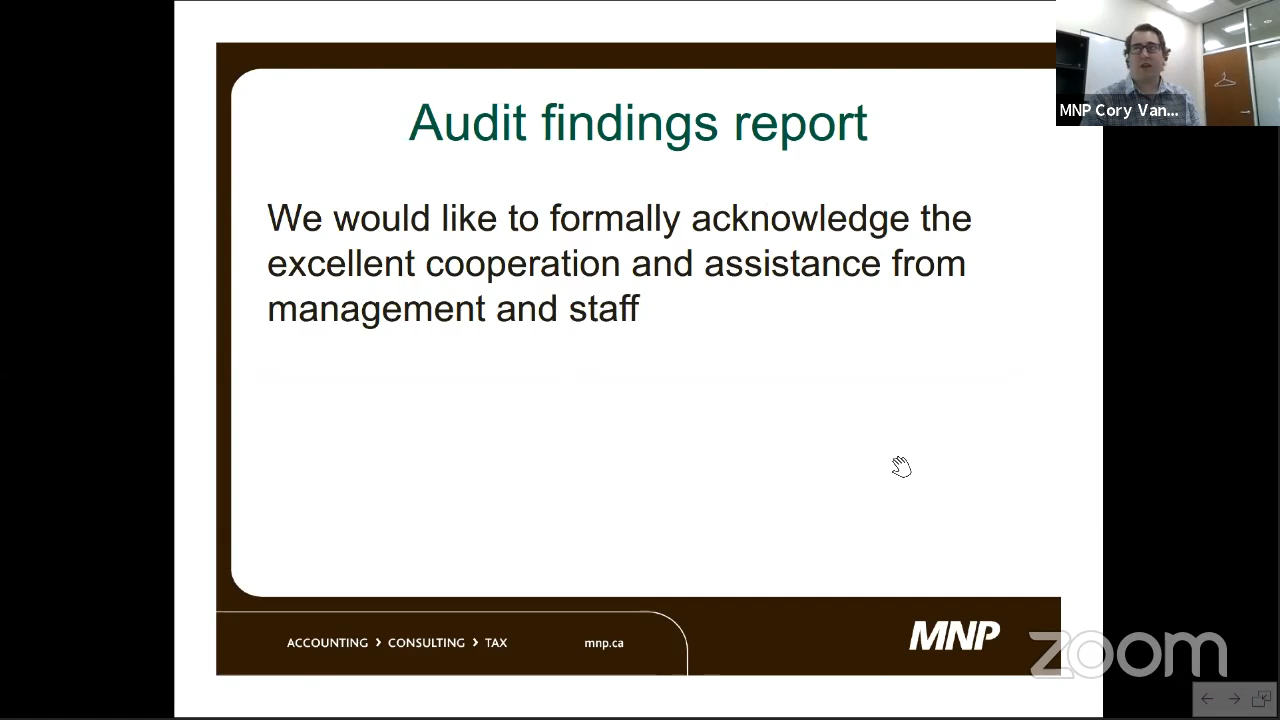 MNP Cory Van...
Audit findings report
We would like to formally acknowledge the
excellent cooperation and assistance from
management and staff
ACCOUNTING > CONSULTING > TAX
mnp.ca
MNP
zoom